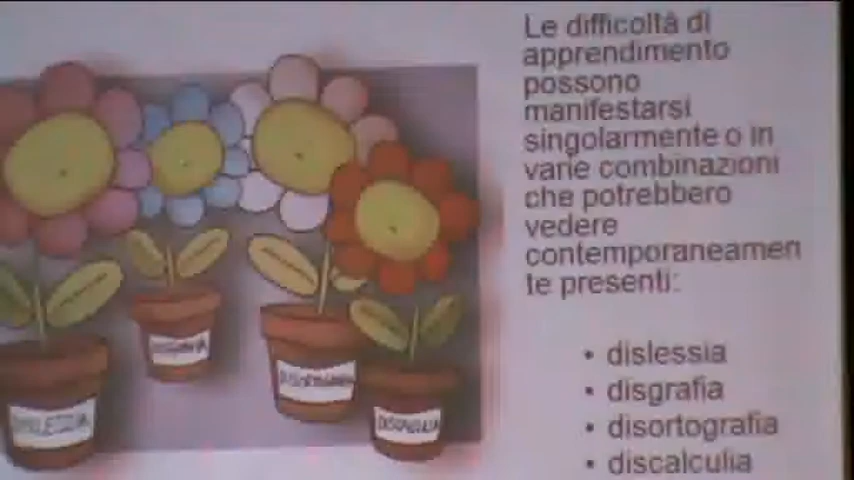 Le difficoltà di
apprendimento
possono
manifestarsi
singolarmente o in
varie combinazioni
che potrebbero
vedere
contemporaneamen
te presenti:
• dislessia
• disgrafia
• disortografia
• discalculia